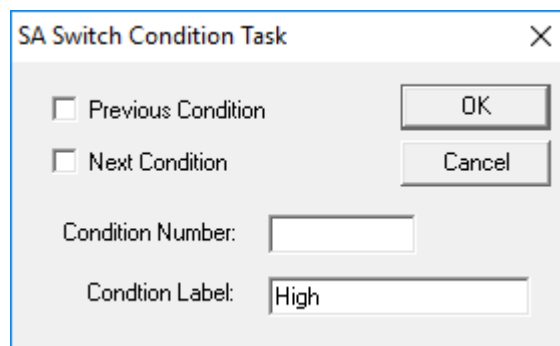 SA Switch Condition Task
Previous Condition OK
Next Condition Cancel
Condition Number:
Condtion Label: High